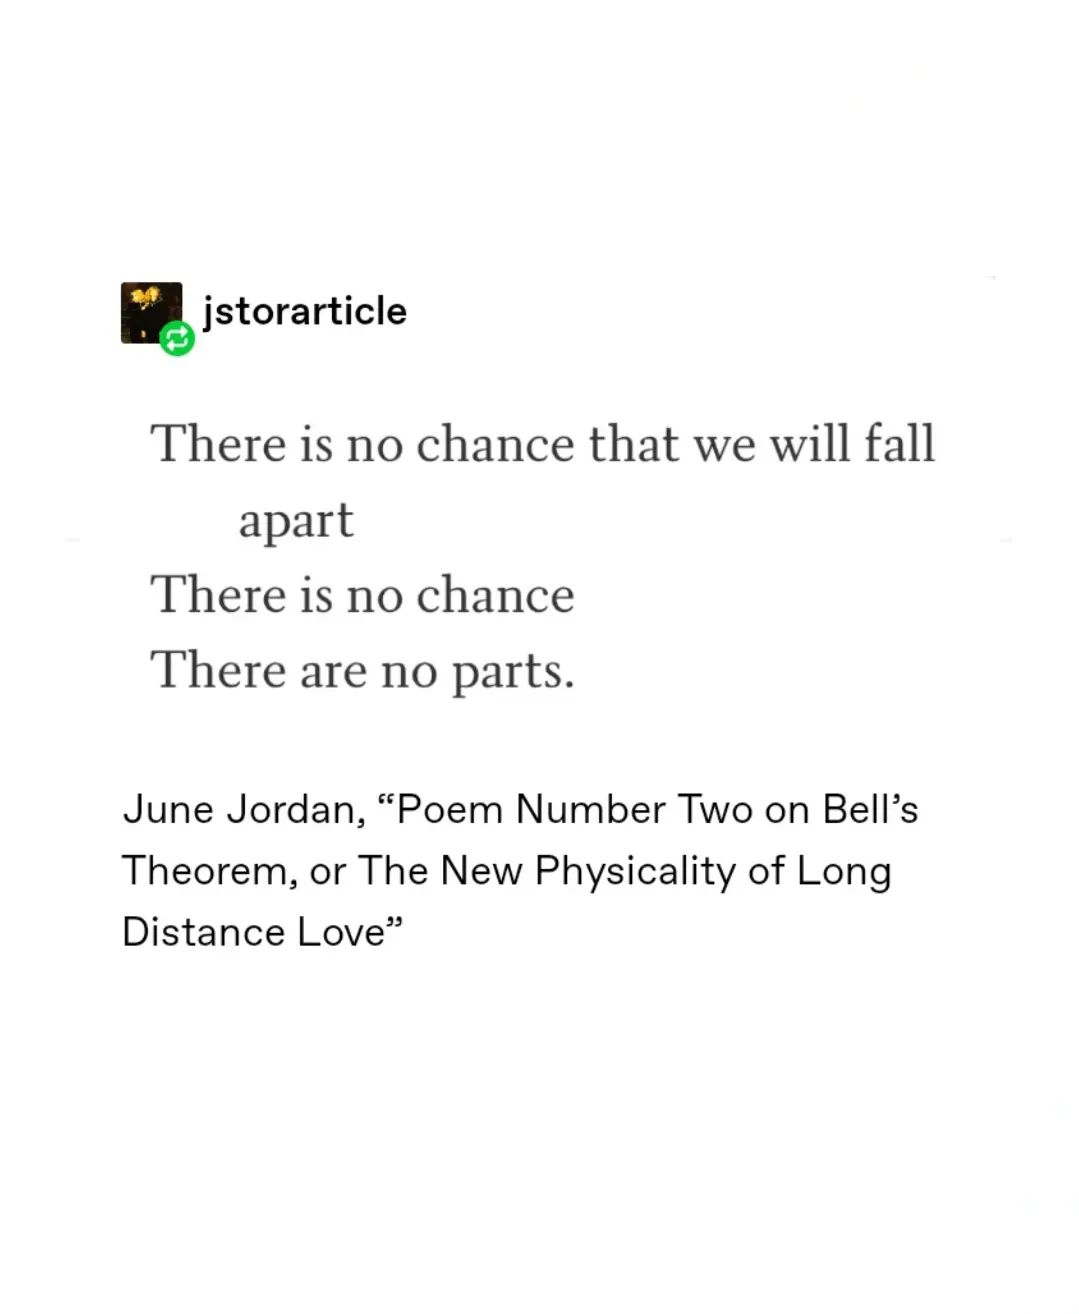 jstorarticle
There is no chance that we will fall
apart
There is no chance
There are no parts.
June Jordan, “Poem Number Two on Bell’s
Theorem, or The New Physicality of Long
Distance Love”